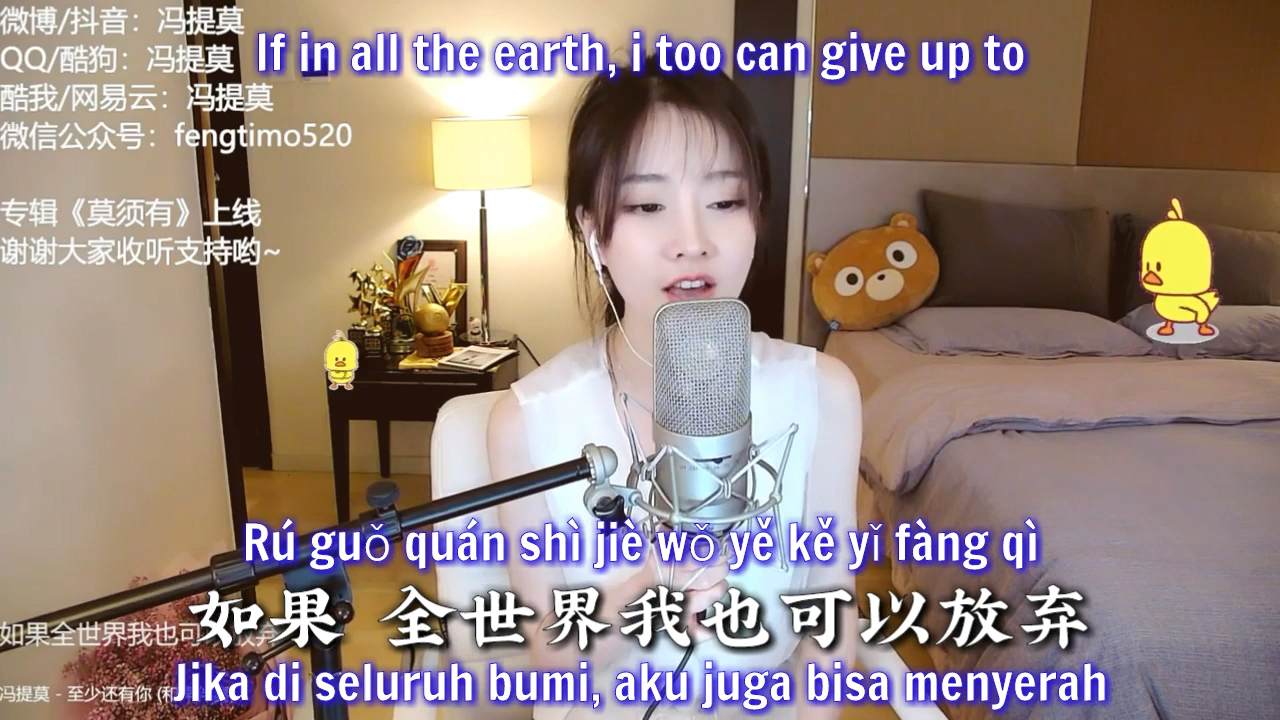 微博/抖音：冯提莫
QQ/酷狗：冯提莫
酷我/网易云：冯提莫
微信公众号：fengtimo520
专辑《莫须有》上线
谢谢大家收听支持哟~
If in all the earth, i too can give up to
Rú guǒ quán shì jiè wǒ yě kě yǐ fàng qì
如果 全世界我也可以放弃
如果全世界我也可以放弃
Jika di seluruh bumi, aku juga bisa menyerah
冯提莫 - 至少还有你 (和